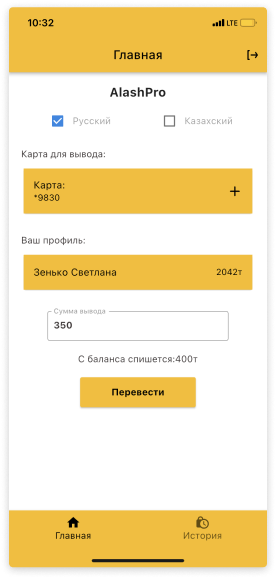 10:32 LTE
Главная
AlashPro
Русский Казахский
Карта для вывода:
Карта:
*9830
Ваш профиль:
Зенько Светлана 2042т
Сумма вывода
350
С баланса спишется:400т
Перевести
Главная История